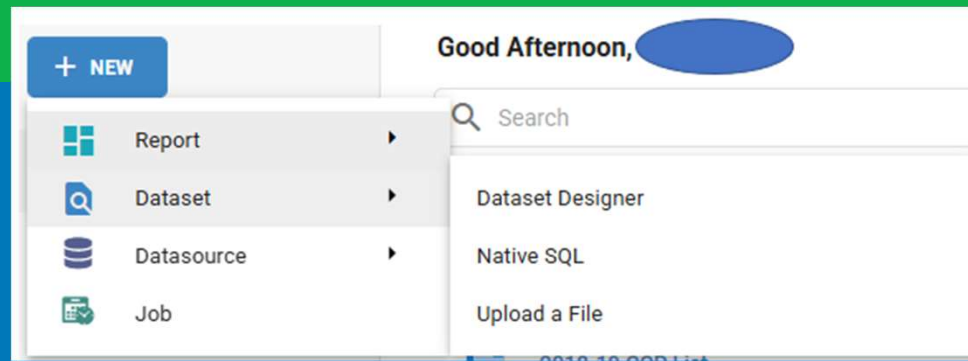 + NEW
Good Afternoon,
Search
Report
Dataset
Datasource
Job
Dataset Designer
Native SQL
Upload a File